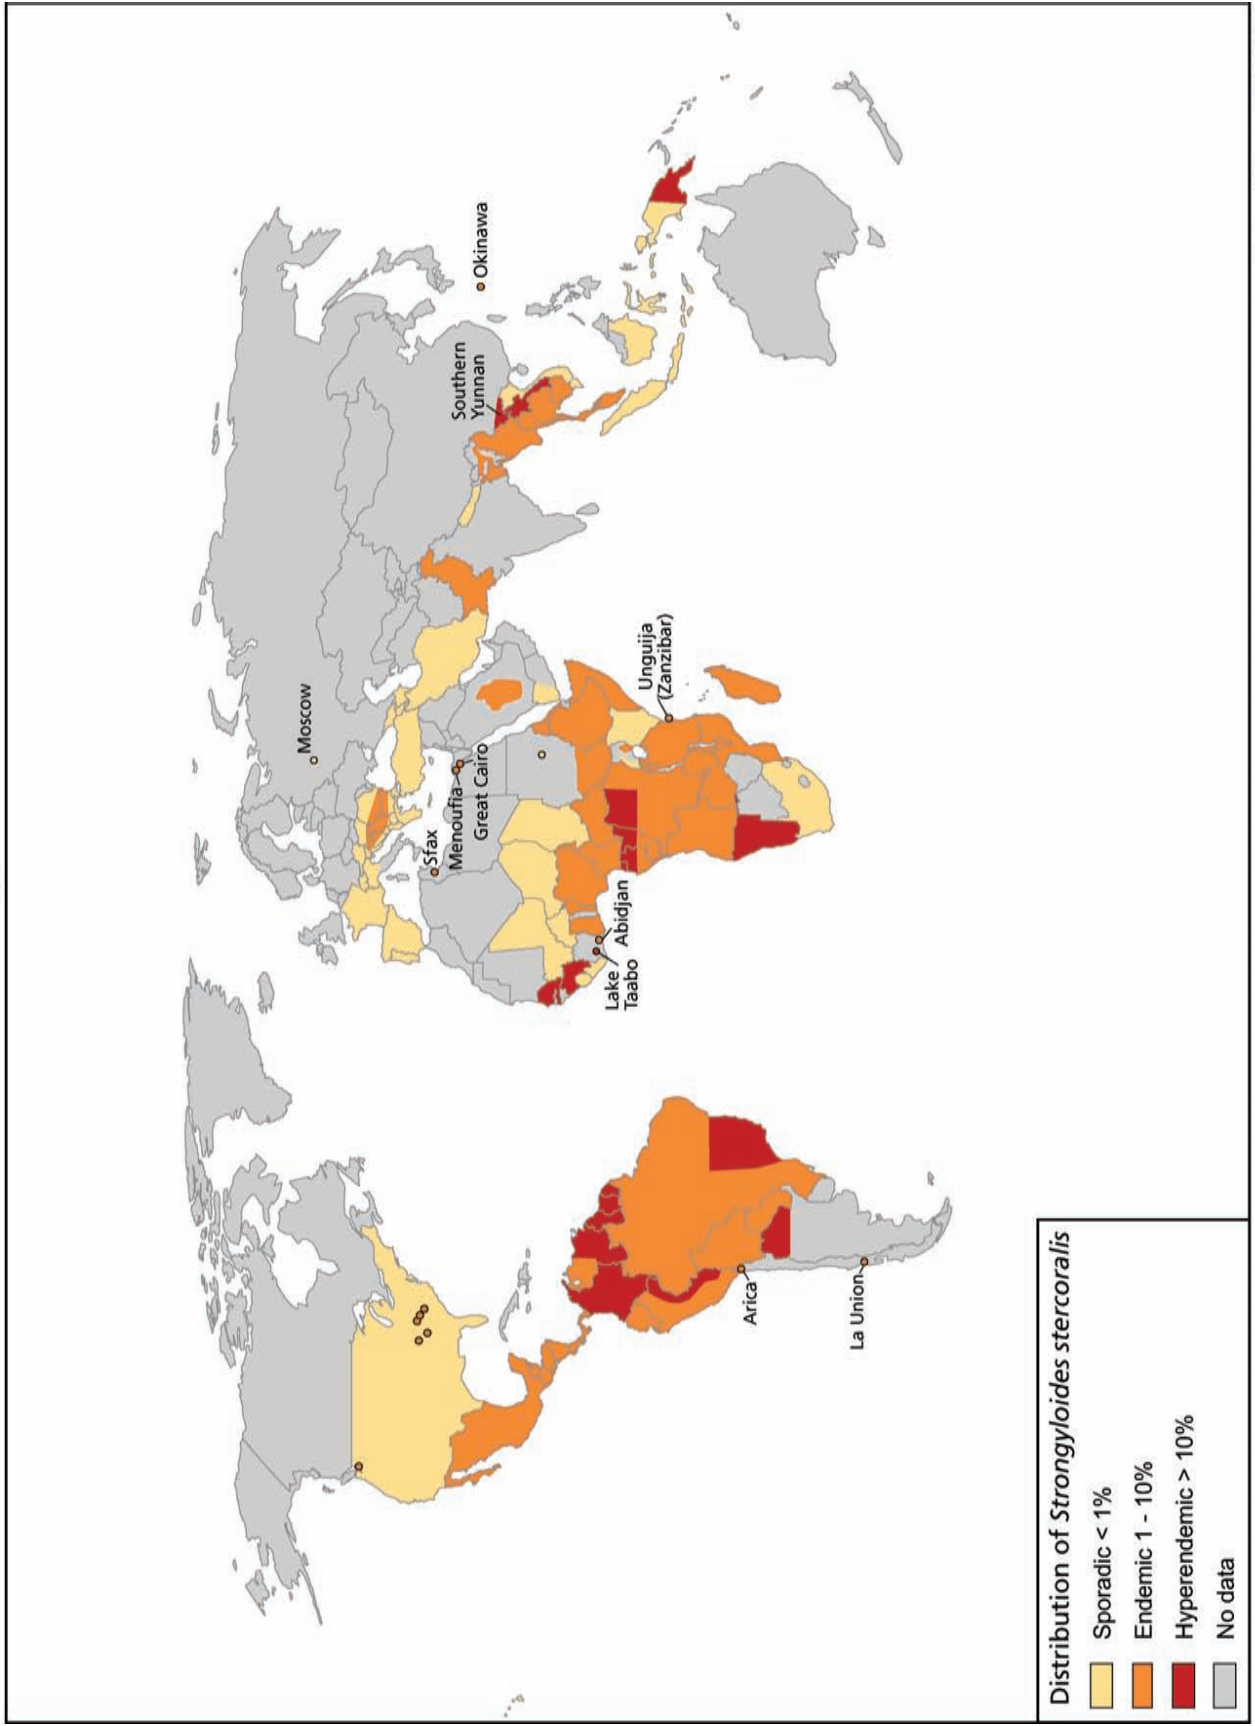 Moscow
Okinawa
Southern
Yunnan
Sfax
Menoufia
Great Cairo
Unguija
(Zanzibar)
Abidjan
Lake
Taabo
Arica
La Union
Distribution of Strongyloides stercoralis
Sporadic < 1%
Endemic 1 - 10%
Hyperendemic > 10%
No data